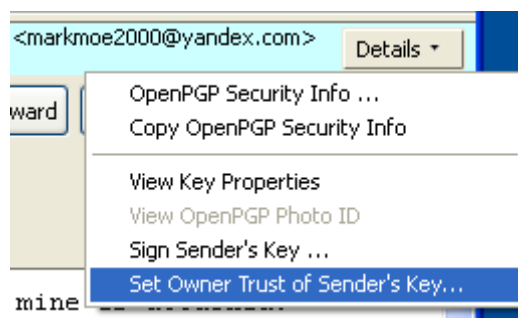 <markmoe2000@yandex.com>
Details
ward
OpenPGP Security Info ...
Copy OpenPGP Security Info
View Key Properties
View OpenPGP Photo ID
Sign Sender's Key ...
Set Owner Trust of Sender's Key...
mine